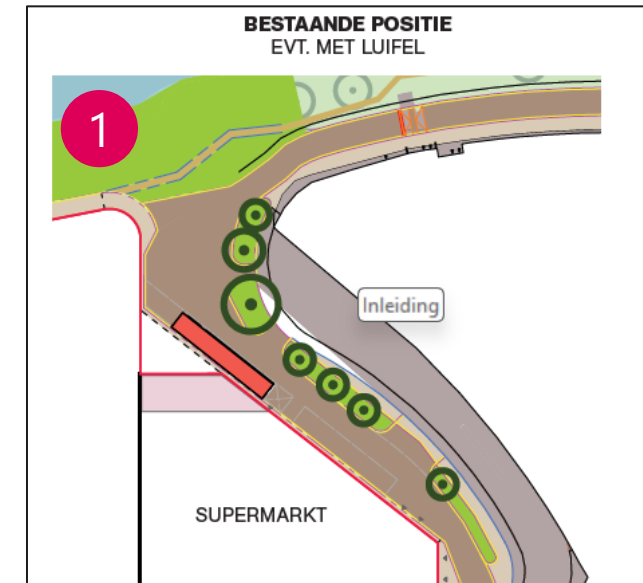 BESTAANDE POSITIE
EVT. MET LUIFEL
1
Inleiding
SUPERMARKT